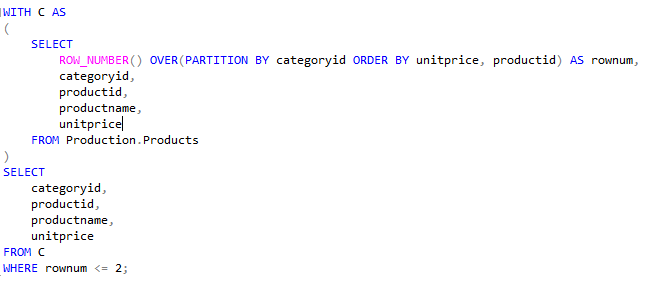 WITH C AS
(
    SELECT
        ROW_NUMBER() OVER(PARTITION BY categoryid ORDER BY unitprice, productid) AS rownum,
        categoryid,
        productid,
        productname,
        unitprice
    FROM Production.Products
)
SELECT
    categoryid,
    productid,
    productname,
    unitprice
FROM C
WHERE rownum <= 2;